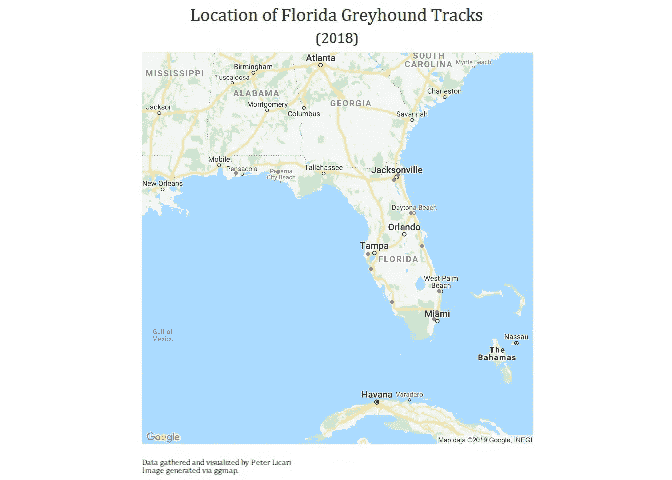 Location of Florida Greyhound Tracks
(2018)
Atlanta
SOUTH
CAROLINA
Myrtle Beach
Birmingham
MISSISSIPPI
Tuscaloosa
Charleston
ALABAMA
Montgomery
GEORGIA
Jackson
Columbus
Savannah
Mobile
Pensacola
Panama
City Beach
Tallahassee
Jacksonville
New Orleans
Daytona Beach
Orlando
Tampa
FLORIDA
West Palm
Beach
Miami
Gulf of
Mexico
Nassau
The
Bahamas
Havana
Varadero
Google
Map data ©2019 Google, INEGI
Data gathered and visualized by Peter Licari
Image generated via ggmap.